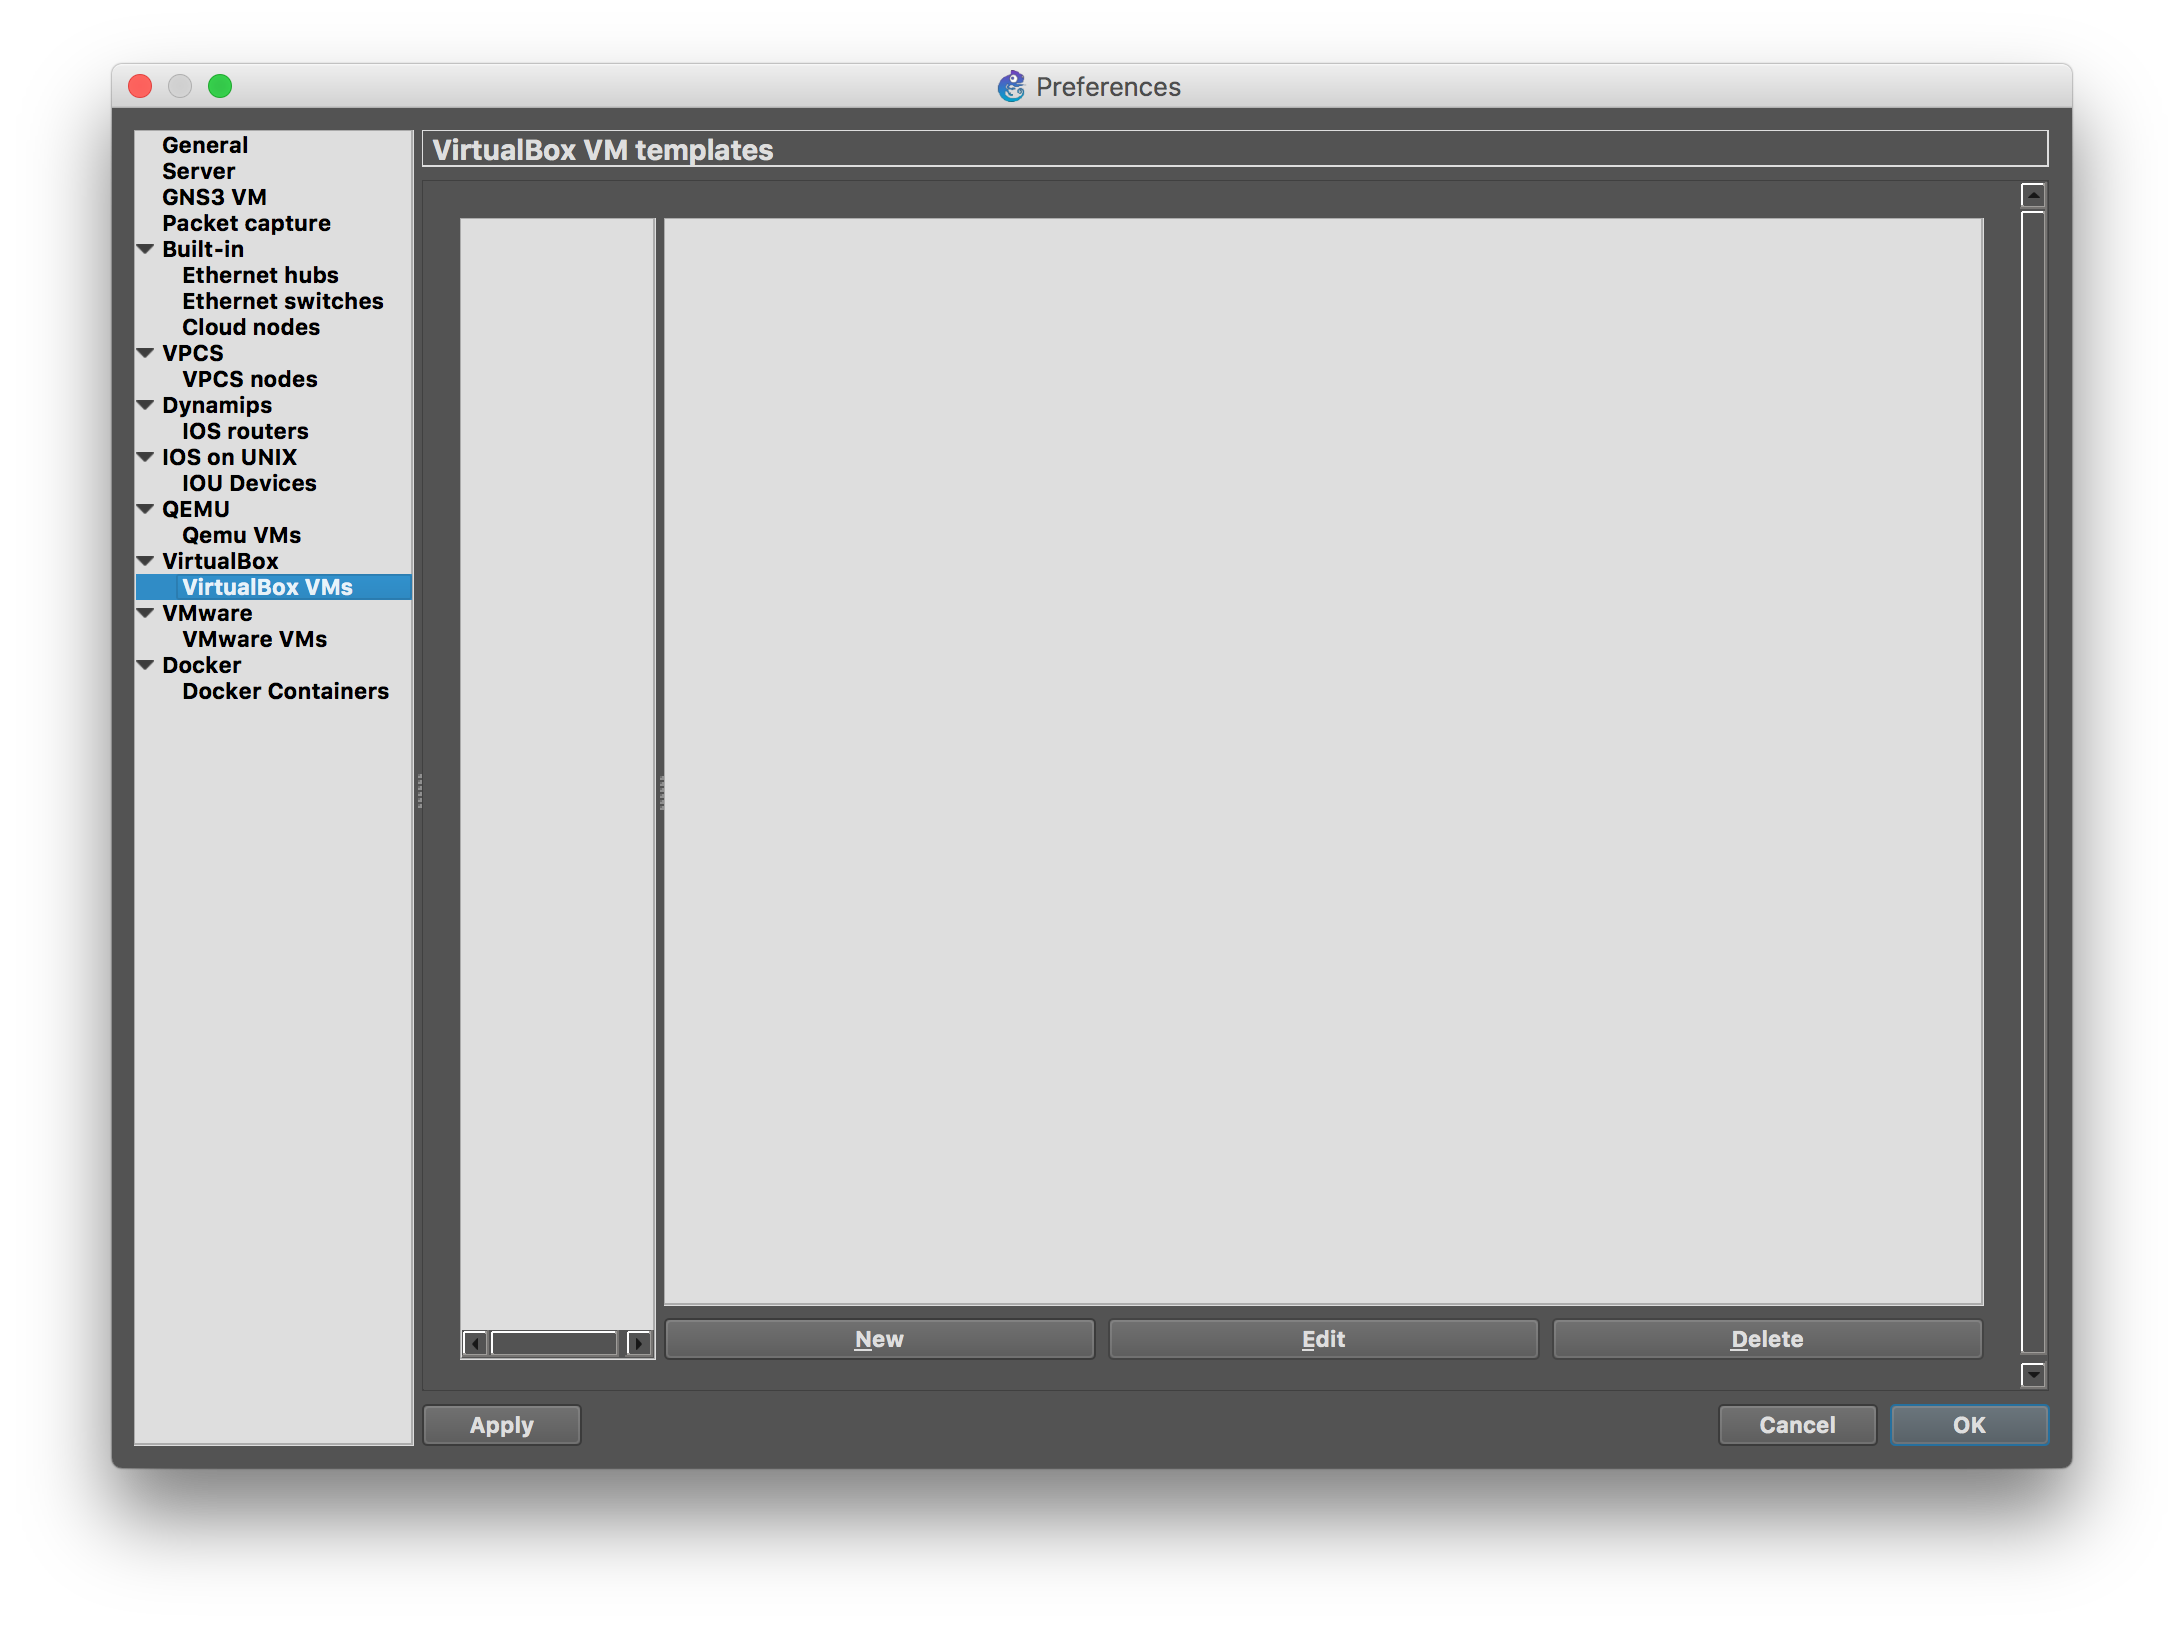 Preferences
General
Server
GNS3 VM
Packet capture
Built-in
Ethernet hubs
Ethernet switches
Cloud nodes
VPCS
VPCS nodes
Dynamips
IOS routers
IOS on UNIX
IOU Devices
QEMU
Qemu VMs
VirtualBox
VirtualBox VMs
VMware
VMware VMs
Docker
Docker Containers
VirtualBox VM templates
New
Edit
Delete
Apply
Cancel
OK